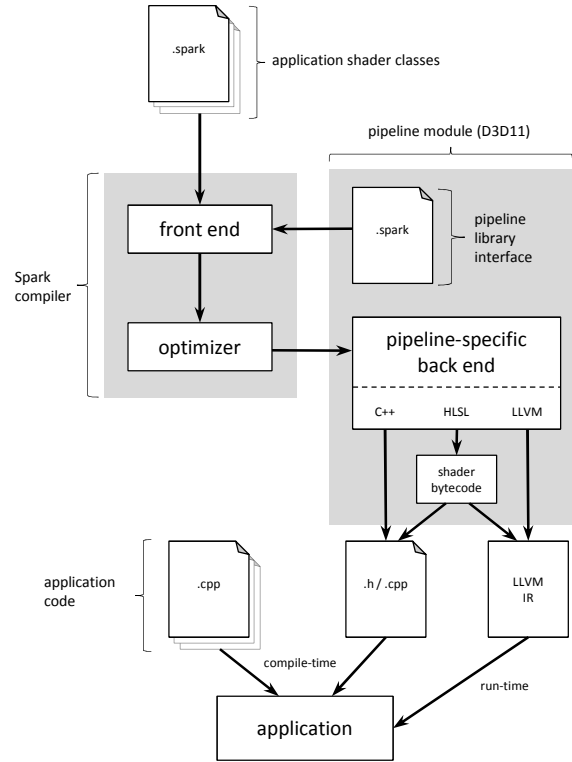 .spark
application shader classes
pipeline module (D3D11)
front end
.spark
pipeline
library
interface
Spark
compiler
optimizer
pipeline-specific
back end
C++ HLSL LLVM
shader
bytecode
application
code
.cpp
.h / .cpp
LLVM
IR
compile-time
run-time
application